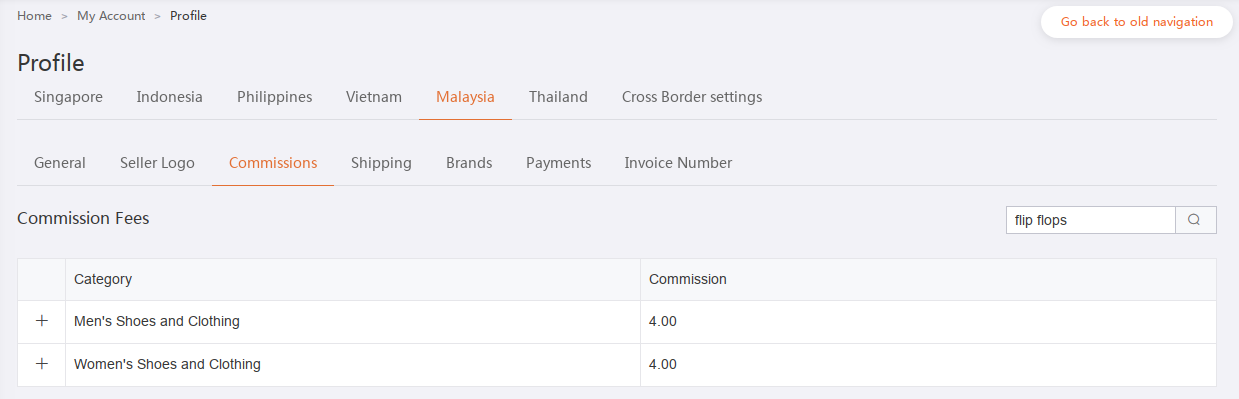 Home > My Account > Profile
Go back to old navigation
Profile
Singapore Indonesia Philippines Vietnam Malaysia Thailand Cross Border settings
General Seller Logo Commissions Shipping Brands Payments Invoice Number
Commission Fees flip flops
Category Commission
+ Men's Shoes and Clothing 4.00
+ Women's Shoes and Clothing 4.00